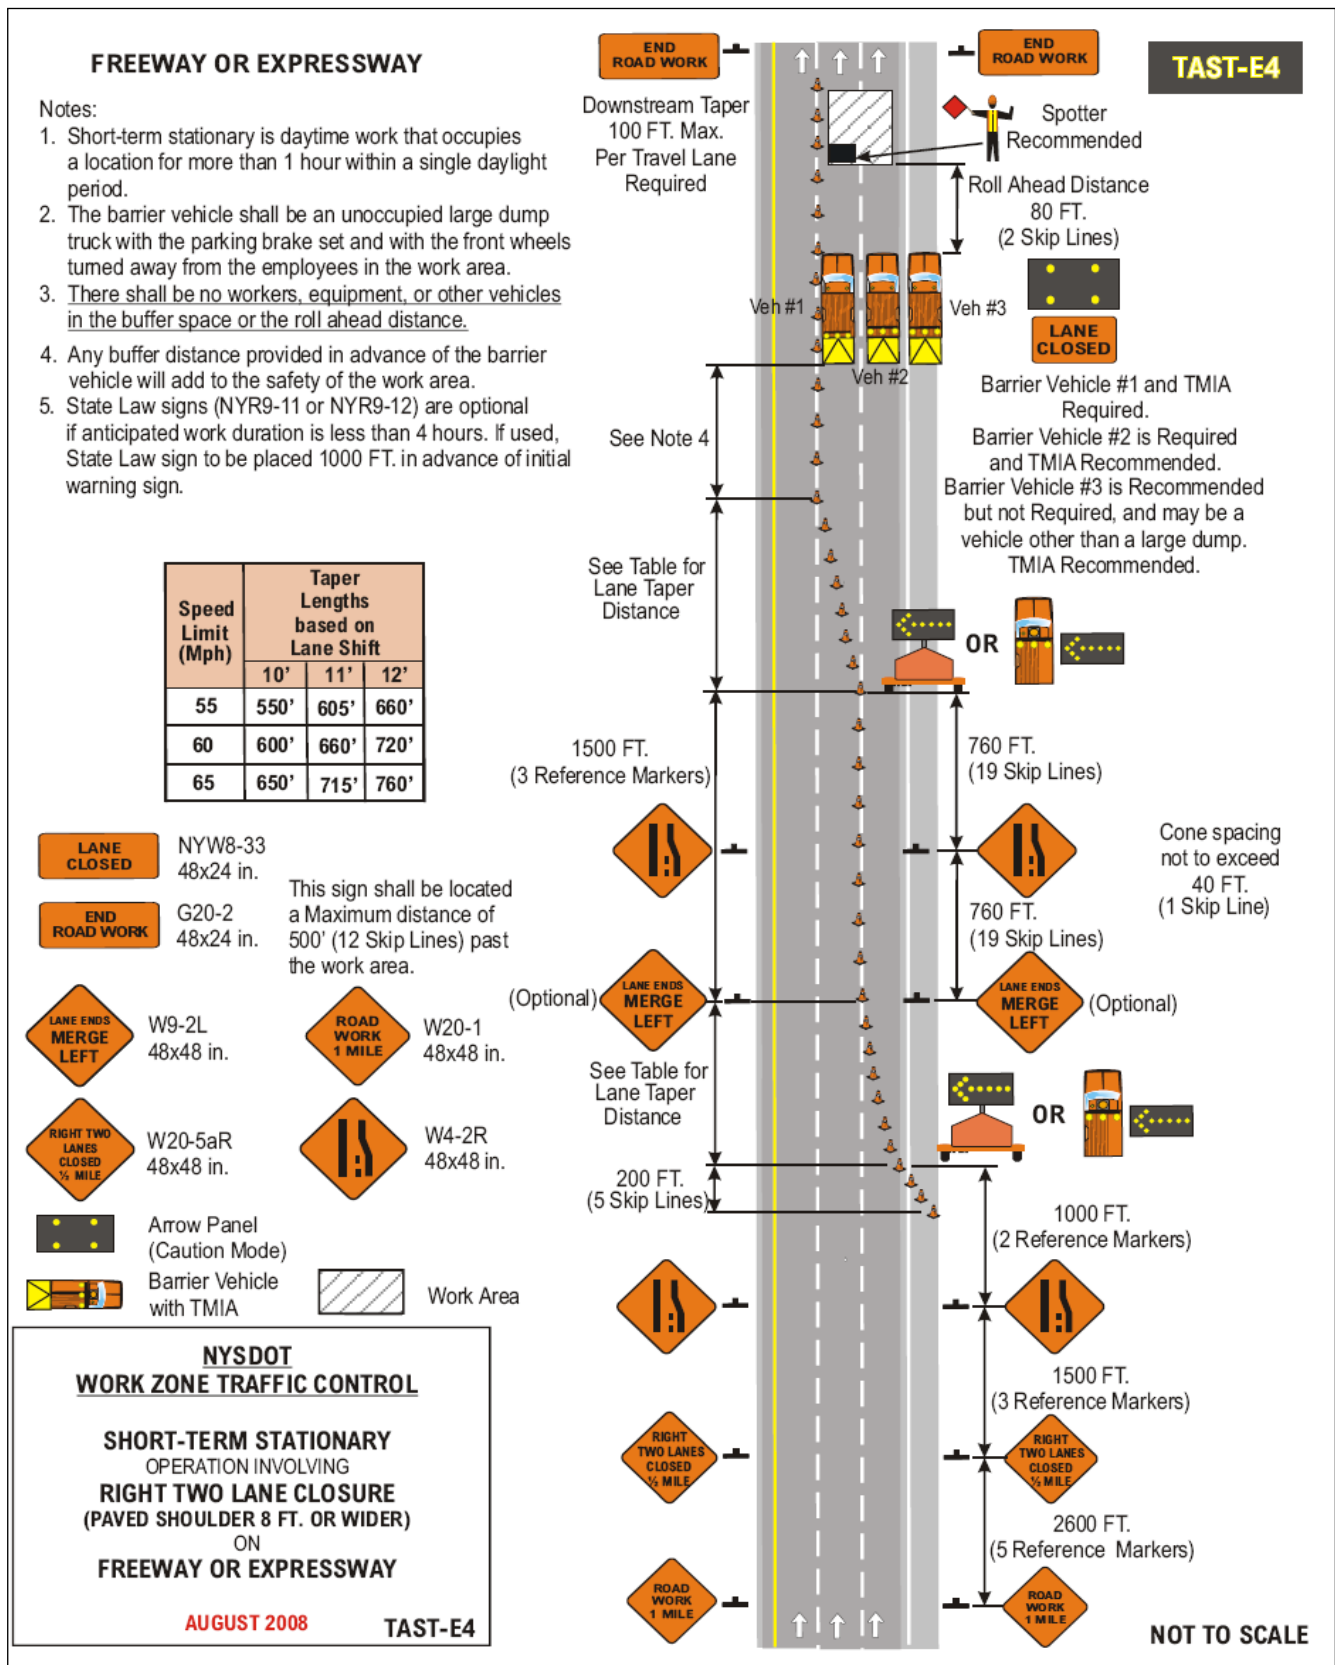 FREEWAY OR EXPRESSWAY
Notes:
1. Short-term stationary is daytime work that occupies
a location for more than 1 hour within a single daylight
period.
2. The barrier vehicle shall be an unoccupied large dump
truck with the parking brake set and with the front wheels
turned away from the employees in the work area.
3. There shall be no workers, equipment, or other vehicles
in the buffer space or the roll ahead distance.
4. Any buffer distance provided in advance of the barrier
vehicle will add to the safety of the work area.
5. State Law signs (NYR9-11 or NYR9-12) are optional
if anticipated work duration is less than 4 hours. If used,
State Law sign to be placed 1000 FT. in advance of initial
warning sign.
Speed
Limit
(Mph)
Taper
Lengths
based on
Lane Shift
10' 11' 12'
55 550' 605' 660'
60 600' 660' 720'
65 650' 715' 760'
LANE
CLOSED
NYW8-33
48x24 in.
END
ROAD WORK
G20-2
48x24 in.
This sign shall be located
a Maximum distance of
500' (12 Skip Lines) past
the work area.
LANE ENDS
MERGE
LEFT
W9-2L
48x48 in.
ROAD
WORK
1 MILE
W20-1
48x48 in.
RIGHT TWO
LANES
CLOSED
½ MILE
W20-5aR
48x48 in.
W4-2R
48x48 in.
Arrow Panel
(Caution Mode)
Barrier Vehicle
with TMIA
Work Area
NYSDOT
WORK ZONE TRAFFIC CONTROL
SHORT-TERM STATIONARY
OPERATION INVOLVING
RIGHT TWO LANE CLOSURE
(PAVED SHOULDER 8 FT. OR WIDER)
ON
FREEWAY OR EXPRESSWAY
AUGUST 2008
TAST-E4
END
ROAD WORK
END
ROAD WORK
TAST-E4
Downstream Taper
100 FT. Max.
Per Travel Lane
Required
Spotter
Recommended
Roll Ahead Distance
80 FT.
(2 Skip Lines)
Veh #1
Veh #2
Veh #3
LANE
CLOSED
Barrier Vehicle #1 and TMIA
Required.
Barrier Vehicle #2 is Required
and TMIA Recommended.
Barrier Vehicle #3 is Recommended
but not Required, and may be a
vehicle other than a large dump.
TMIA Recommended.
See Note 4
See Table for
Lane Taper
Distance
OR
1500 FT.
(3 Reference Markers)
760 FT.
(19 Skip Lines)
Cone spacing
not to exceed
40 FT.
(1 Skip Line)
760 FT.
(19 Skip Lines)
(Optional)
LANE ENDS
MERGE
LEFT
LANE ENDS
MERGE
LEFT
(Optional)
See Table for
Lane Taper
Distance
OR
200 FT.
(5 Skip Lines)
1000 FT.
(2 Reference Markers)
1500 FT.
(3 Reference Markers)
RIGHT
TWO LANES
CLOSED
½ MILE
RIGHT
TWO LANES
CLOSED
½ MILE
2600 FT.
(5 Reference Markers)
ROAD
WORK
1 MILE
ROAD
WORK
1 MILE
NOT TO SCALE